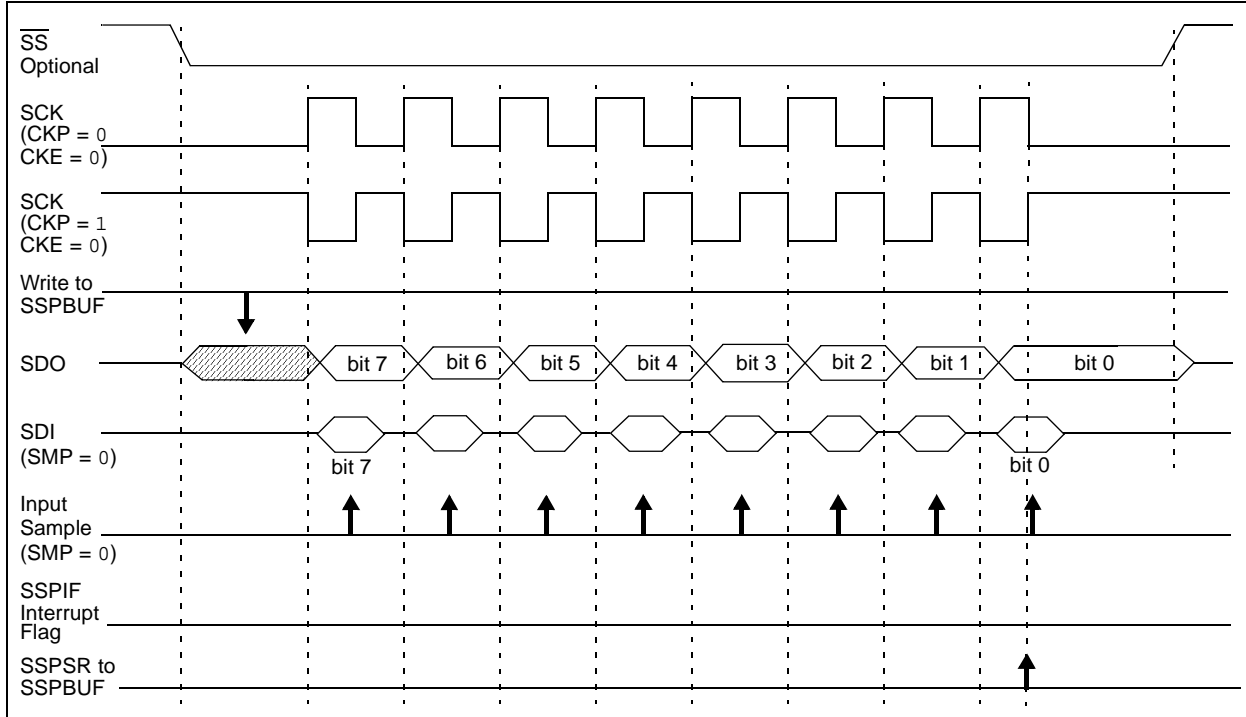 SS
Optional
SCK
(CKP = 0
CKE = 0)
SCK
(CKP = 1
CKE = 0)
Write to
SSPBUF
SDO
bit 7
bit 6
bit 5
bit 4
bit 3
bit 2
bit 1
bit 0
SDI
(SMP = 0)
bit 7
bit 0
Input
Sample
(SMP = 0)
SSPIF
Interrupt
Flag
SSPSR to
SSPBUF